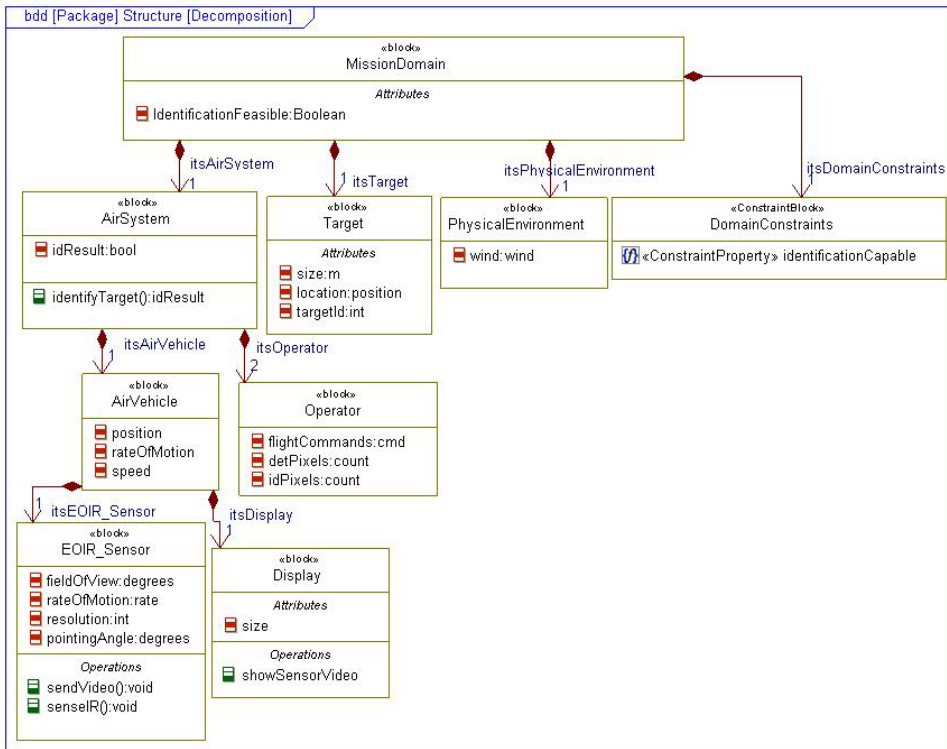 bdd [Package] Structure [Decomposition]
«block»
MissionDomain
Attributes
IdentificationFeasible:Boolean
itsAirSystem
1
itsTarget
1
itsPhysicalEnvironment
1
itsDomainConstraints
1
«block»
AirSystem
idResult:bool
identifyTarget():idResult
«block»
Target
Attributes
size:m
location:position
targetId:int
«block»
PhysicalEnvironment
wind:wind
«ConstraintBlock»
DomainConstraints
{f} «ConstraintProperty» identificationCapable
itsAirVehicle
1
itsOperator
2
«block»
AirVehicle
position
rateOfMotion
speed
«block»
Operator
flightCommands:cmd
detPixels:count
idPixels:count
1
itsEOIR_Sensor
itsDisplay
1
«block»
EOIR_Sensor
fieldOfView:degrees
rateOfMotion:rate
resolution:int
pointingAngle:degrees
Operations
sendVideo():void
senseIR():void
«block»
Display
Attributes
size
Operations
showSensorVideo